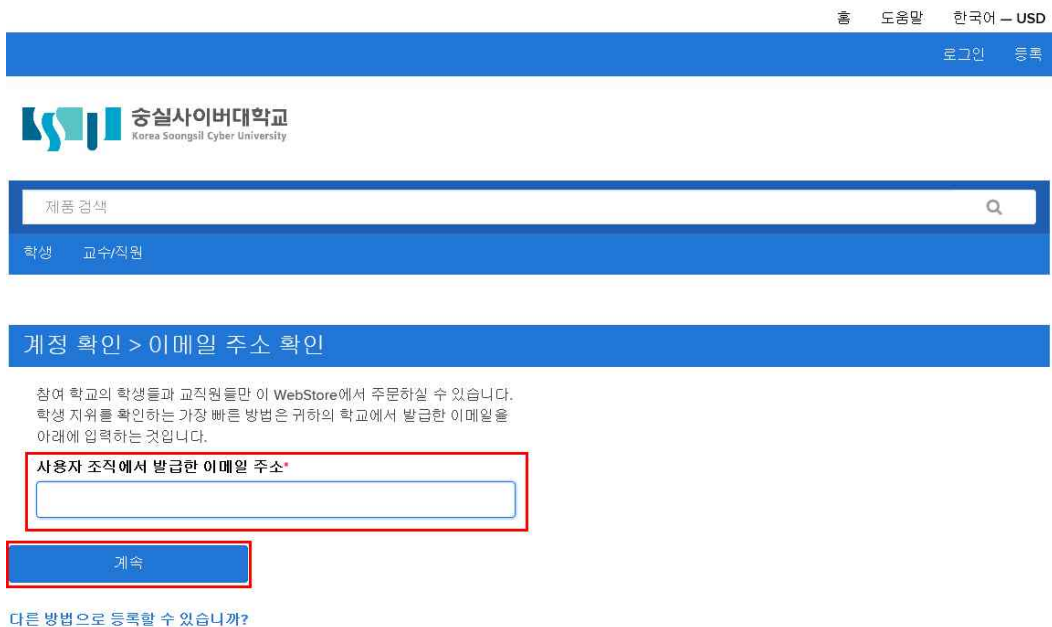 홈 도움말 한국어 — USD
로그인 등록
숭실사이버대학교
Korea Soongsil Cyber University
제품 검색
학생 교수/직원
계정 확인 > 이메일 주소 확인
참여 학교의 학생들과 교직원들만 이 WebStore에서 주문하실 수 있습니다.
학생 지위를 확인하는 가장 빠른 방법은 귀하의 학교에서 발급한 이메일을
아래에 입력하는 것입니다.
사용자 조직에서 발급한 이메일 주소*
계속
다른 방법으로 등록할 수 있습니까?